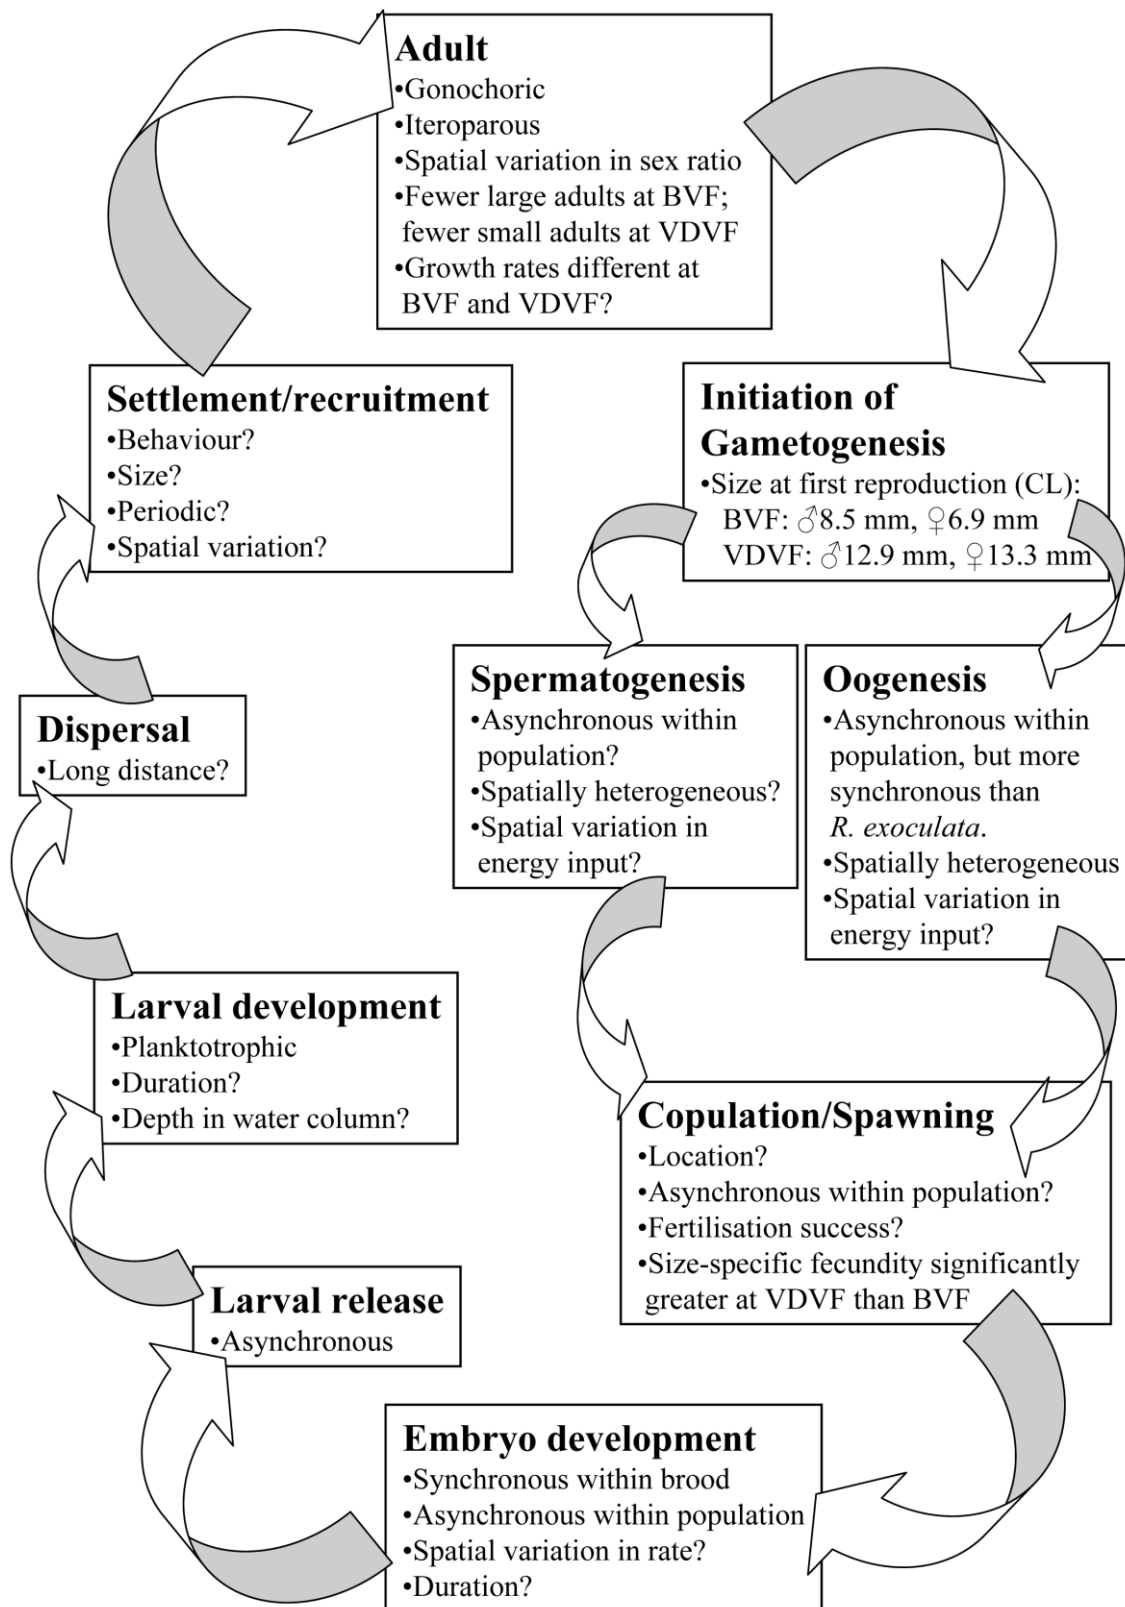 Adult
•Gonochoric
•Iteroparous
•Spatial variation in sex ratio
•Fewer large adults at BVF;
fewer small adults at VDVF
•Growth rates different at
BVF and VDVF?
Initiation of
Gametogenesis
•Size at first reproduction (CL):
BVF: ♂8.5 mm, ♀6.9 mm
VDVF: ♂12.9 mm, ♀13.3 mm
Spermatogenesis
•Asynchronous within
population?
•Spatially heterogeneous?
•Spatial variation in
energy input?
Oogenesis
•Asynchronous within
population, but more
synchronous than
R. exoculata.
•Spatially heterogeneous
•Spatial variation in
energy input?
Copulation/Spawning
•Location?
•Asynchronous within population?
•Fertilisation success?
•Size-specific fecundity significantly
greater at VDVF than BVF
Embryo development
•Synchronous within brood
•Asynchronous within population
•Spatial variation in rate?
•Duration?
Larval release
•Asynchronous
Larval development
•Planktotrophic
•Duration?
•Depth in water column?
Dispersal
•Long distance?
Settlement/recruitment
•Behaviour?
•Size?
•Periodic?
•Spatial variation?